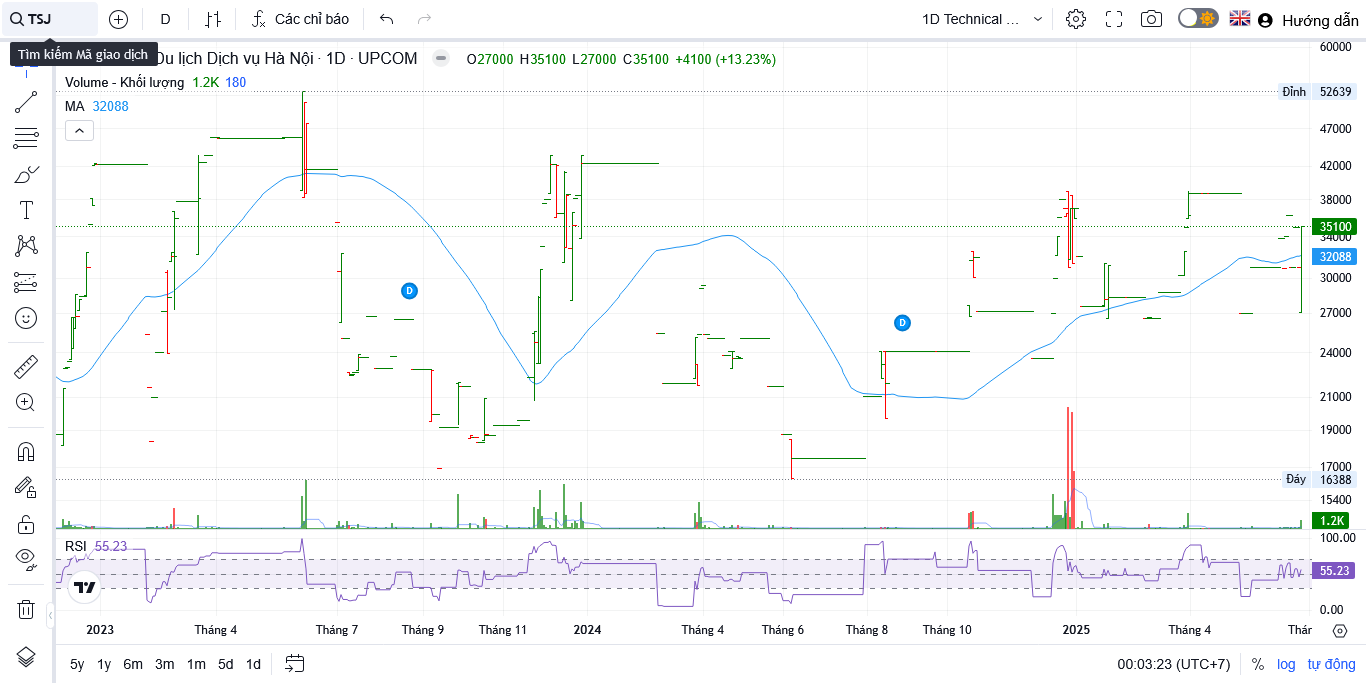 TSJ
D
Các chỉ báo
1D Technical ...
Hướng dẫn
Tìm kiếm Mã giao dịch
Du lịch Dịch vụ Hà Nội · 1D · UPCOM
O27000 H35100 L27000 C35100 +4100 (+13.23%)
Volume - Khối lượng 1.2K 180
MA 32088
60000
Đỉnh 52639
47000
42000
38000
35100
34000
32088
30000
27000
24000
21000
19000
17000
Đáy 16388
15400
1.2K
D
D
RSI 55.23
100.00
55.23
0.00
2023 Tháng 4 Tháng 7 Tháng 9 Tháng 11 2024 Tháng 4 Tháng 6 Tháng 8 Tháng 10 2025 Tháng 4 Thár
5y 1y 6m 3m 1m 5d 1d
00:03:23 (UTC+7) % log tự động